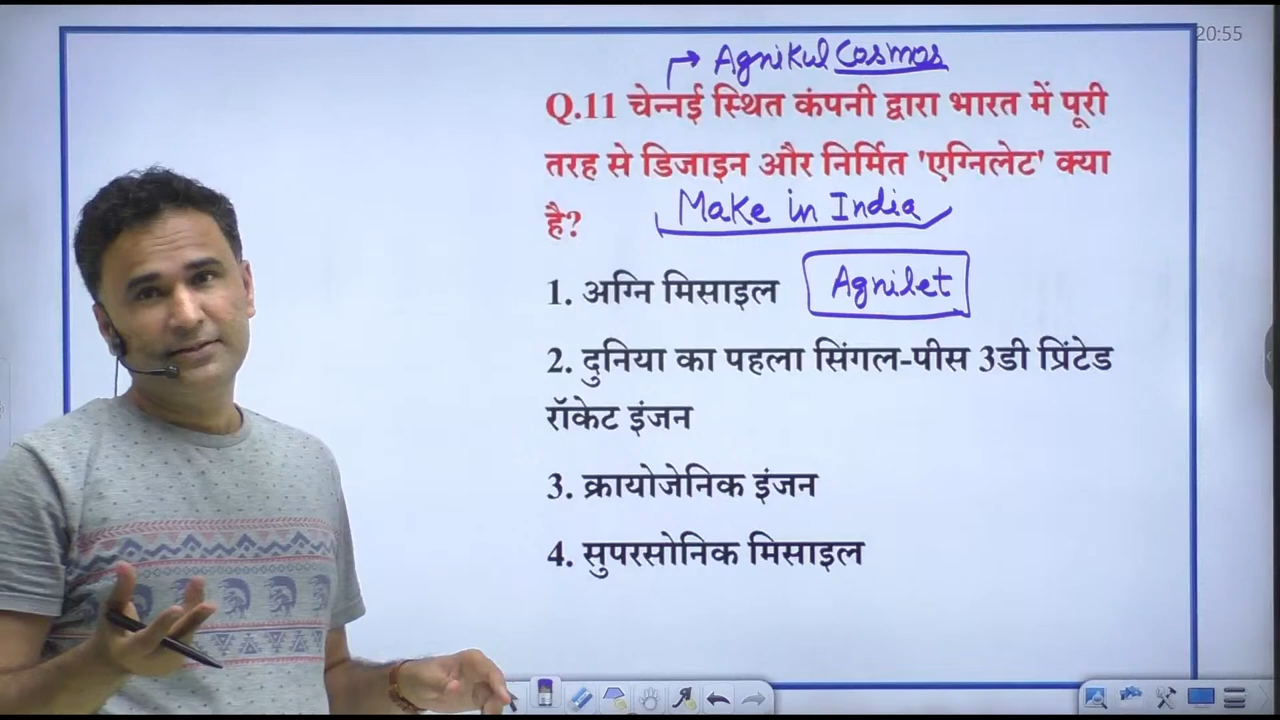 20:55
→ Agnikul Cosmos
Q.11 चेन्नई स्थित कंपनी द्वारा भारत में पूरी
तरह से डिजाइन और निर्मित 'एग्निलेट' क्या
है?
Make in India
1. अग्नि मिसाइल
Agnilet
2. दुनिया का पहला सिंगल-पीस 3डी प्रिंटेड
रॉकेट इंजन
3. क्रायोजेनिक इंजन
4. सुपरसोनिक मिसाइल